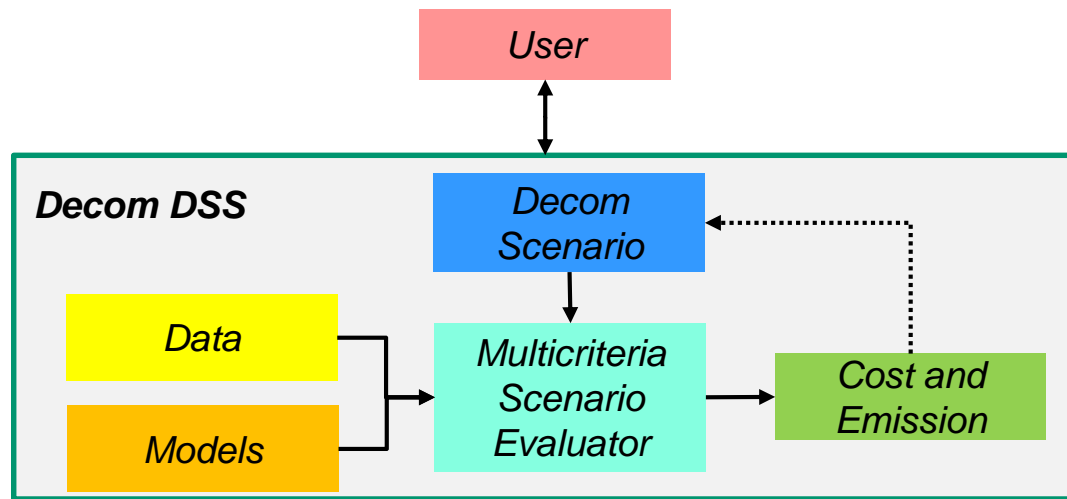 User
Decom DSS
Decom
Scenario
Data
Models
Multicriteria
Scenario
Evaluator
Cost and
Emission